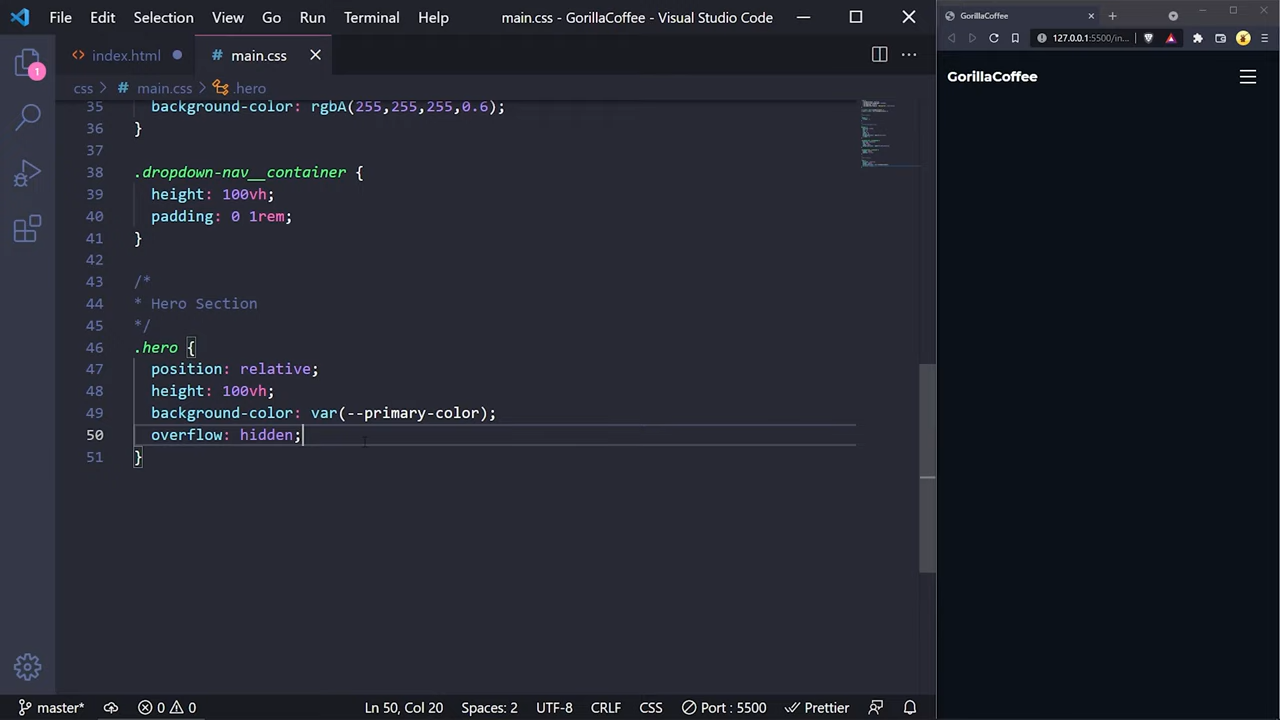 File Edit Selection View Go Run Terminal Help
main.css - GorillaCoffee - Visual Studio Code
index.html
# main.css
css > # main.css > .hero
1
35 background-color: rgbA(255,255,255,0.6);
36 }
37
38 .dropdown-nav__container {
39 height: 100vh;
40 padding: 0 1rem;
41 }
42
43 /*
44 * Hero Section
45 */
46 .hero {
47 position: relative;
48 height: 100vh;
49 background-color: var(--primary-color);
50 overflow: hidden;
51 }
master* 0 0 Ln 50, Col 20 Spaces: 2 UTF-8 CRLF CSS Port : 5500 Prettier
GorillaCoffee
127.0.0.1:5500/in...
GorillaCoffee